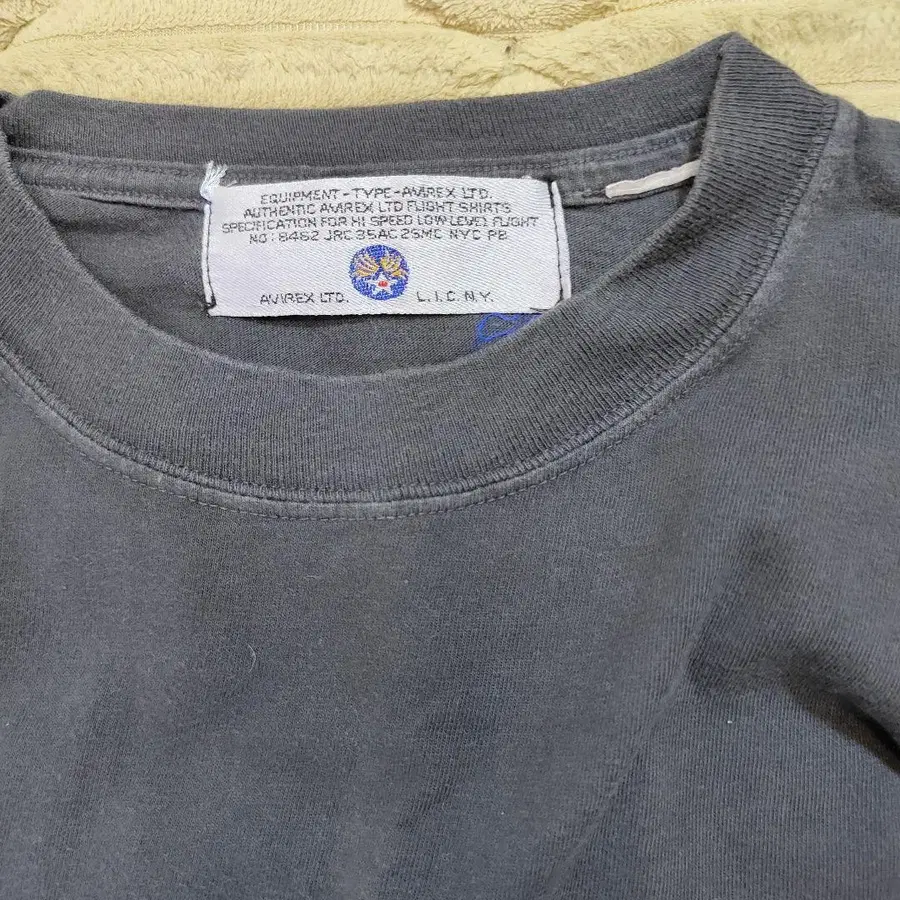 EQUIPMENT-TYPE-AVIREX LTD.
AUTHENTIC AVIREX LTD FLIGHT SHIRTS
SPECIFICATION FOR HI SPEED LOW LEVEL FLIGHT
NO: 8462 JRC 35AC 29MC NYC PB
AVIREX LTD. L.I.C. N.Y.